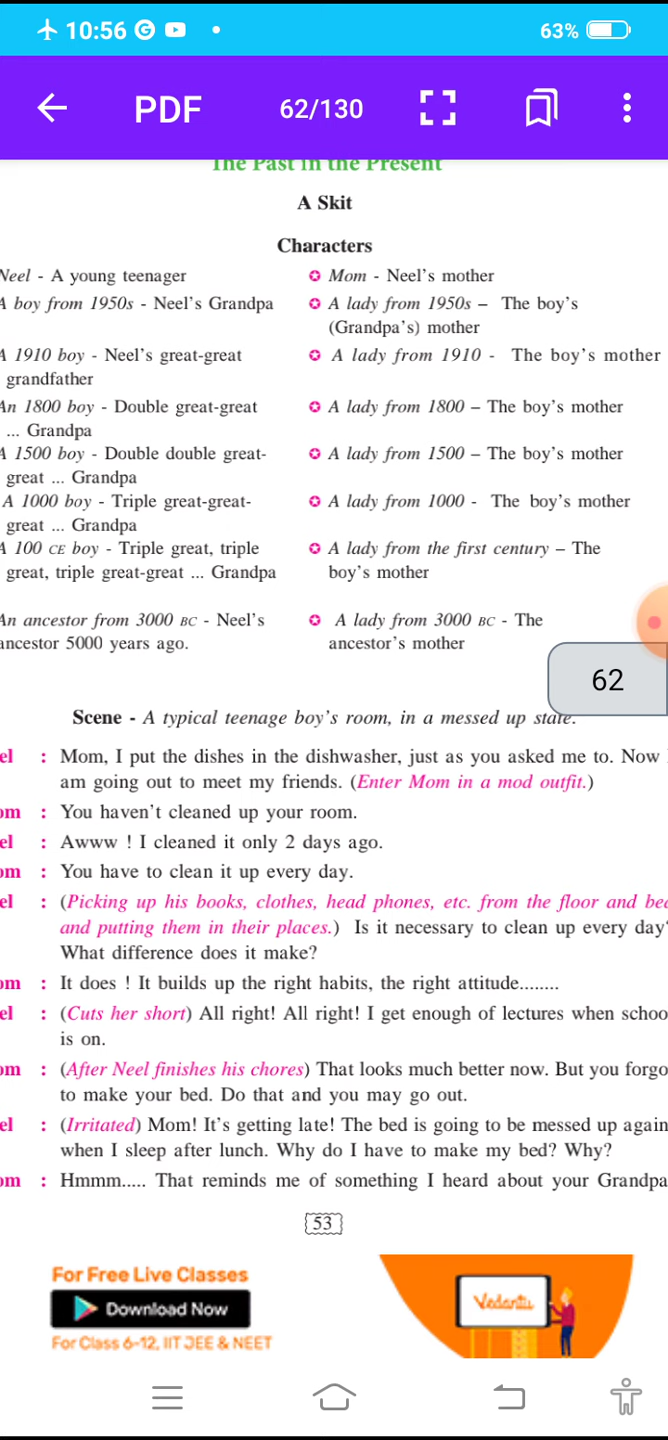 10:56 G
63%
PDF 62/130
The Past in the Present
A Skit
Characters
Neel - A young teenager
Mom - Neel's mother
A boy from 1950s - Neel's Grandpa
A lady from 1950s – The boy's
(Grandpa's) mother
A 1910 boy - Neel's great-great
grandfather
A lady from 1910 - The boy's mother
An 1800 boy - Double great-great
... Grandpa
A lady from 1800 – The boy's mother
A 1500 boy - Double double great-
great ... Grandpa
A lady from 1500 – The boy's mother
A 1000 boy - Triple great-great-
great ... Grandpa
A lady from 1000 - The boy's mother
A 100 CE boy - Triple great, triple
great, triple great-great ... Grandpa
A lady from the first century – The
boy's mother
An ancestor from 3000 BC - Neel's
ancestor 5000 years ago.
A lady from 3000 BC - The
ancestor's mother
62
Scene - A typical teenage boy's room, in a messed up state.
el : Mom, I put the dishes in the dishwasher, just as you asked me to. Now
am going out to meet my friends. (Enter Mom in a mod outfit.)
om : You haven't cleaned up your room.
el : Awww ! I cleaned it only 2 days ago.
om : You have to clean it up every day.
el : (Picking up his books, clothes, head phones, etc. from the floor and bed
and putting them in their places.) Is it necessary to clean up every day?
What difference does it make?
om : It does ! It builds up the right habits, the right attitude........
el : (Cuts her short) All right! All right! I get enough of lectures when schoo
is on.
om : (After Neel finishes his chores) That looks much better now. But you forgo
to make your bed. Do that and you may go out.
el : (Irritated) Mom! It's getting late! The bed is going to be messed up again
when I sleep after lunch. Why do I have to make my bed? Why?
om : Hmmm..... That reminds me of something I heard about your Grandpa
53
For Free Live Classes
Download Now
For Class 6-12, IIT JEE & NEET
Vedantu